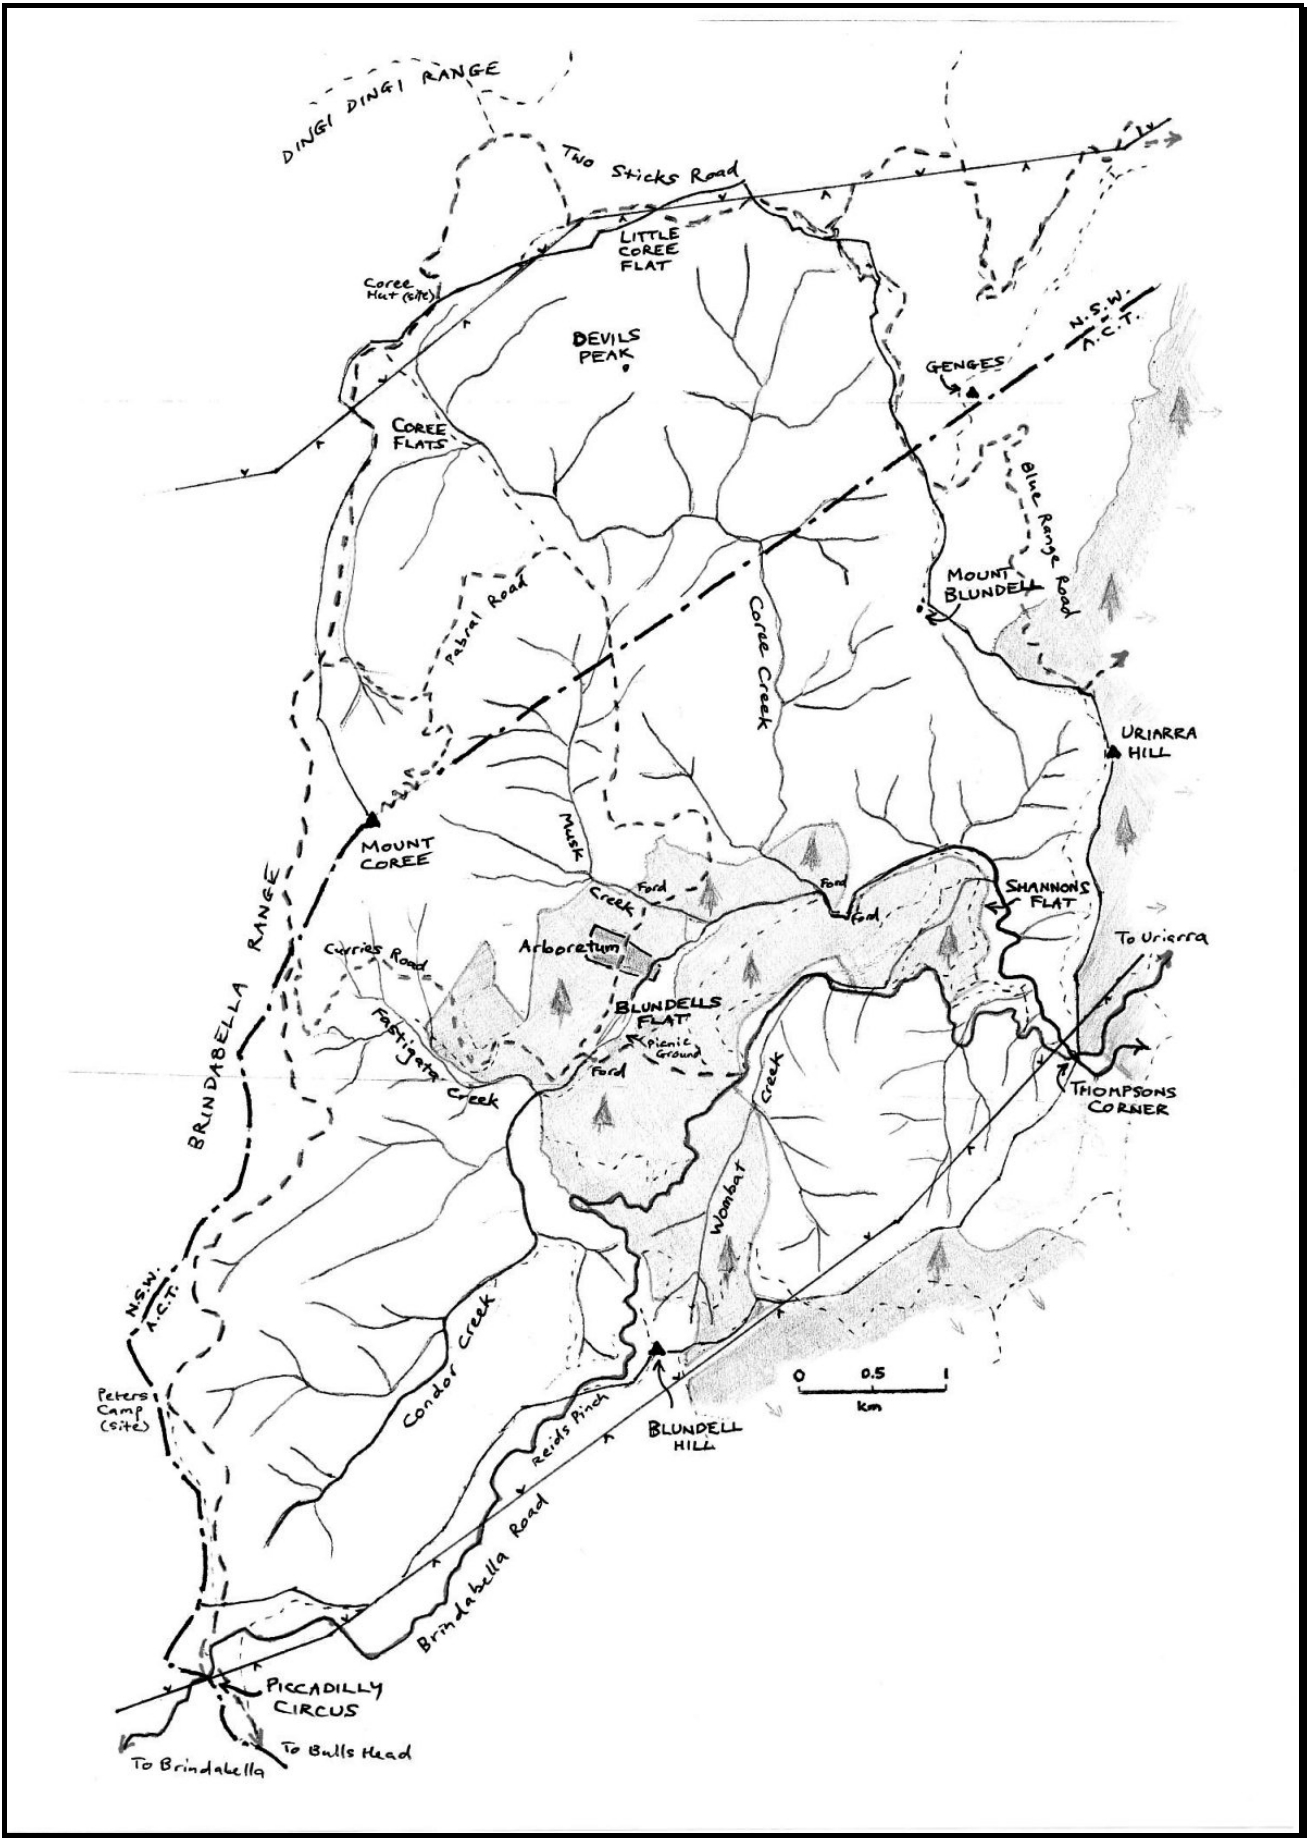 DINGI DINGI RANGE
Two Sticks Road
LITTLE
COREE
FLAT
Coree
Hut (site)
DEVILS
PEAK
N.S.W.
A.C.T.
GENGES
COREE
FLATS
Blue Range Road
MOUNT
BLUNDELL
Pabral Road
Coree Creek
URIARRA
HILL
MOUNT
COREE
Musk
Creek
Ford
Ford
Ford
SHANNONS
FLAT
To Uriarra
Arboretum
Curries Road
BRINDABELLA RANGE
BLUNDELLS
FLAT
Picnic
Ground
Fastigata Creek
Ford
Creek
Wombat
THOMPSONS
CORNER
N.S.W.
A.C.T.
Condor Creek
Peters
Camp
(site)
0 0.5 1
km
Reids Pinch
BLUNDELL
HILL
Brindabella Road
PICCADILLY
CIRCUS
To Bulls Head
To Brindabella